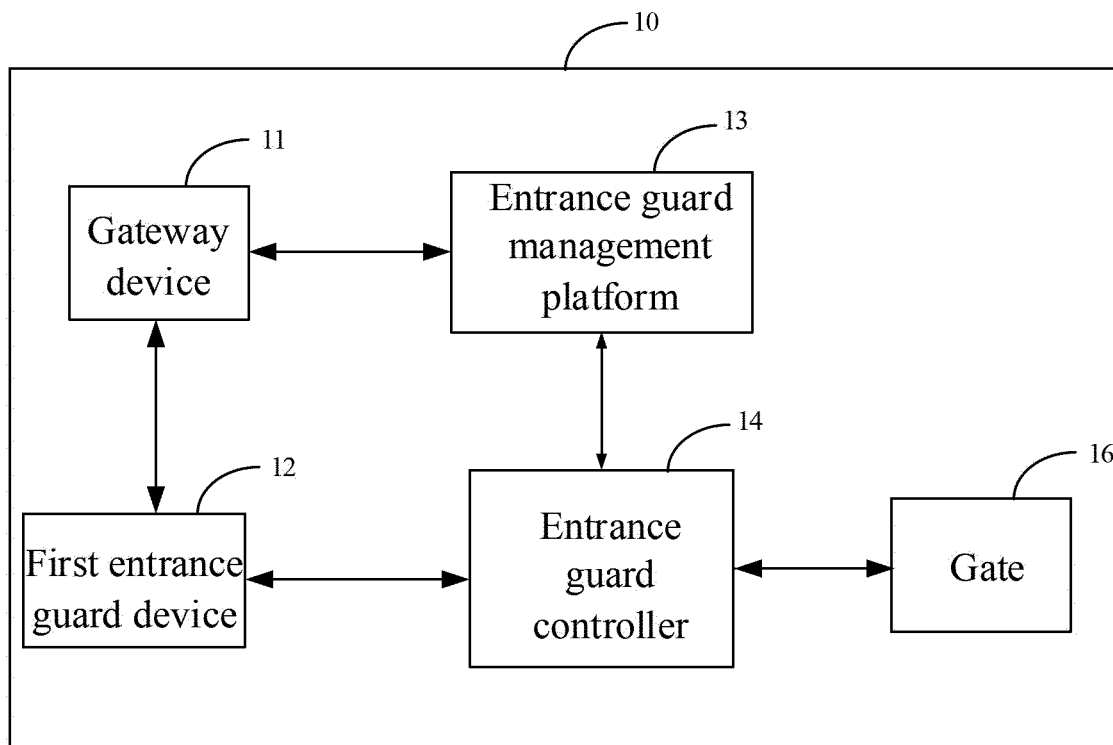 10
11
13
Gateway
device
Entrance guard
management
platform
12
14
16
First entrance
guard device
Entrance
guard
controller
Gate